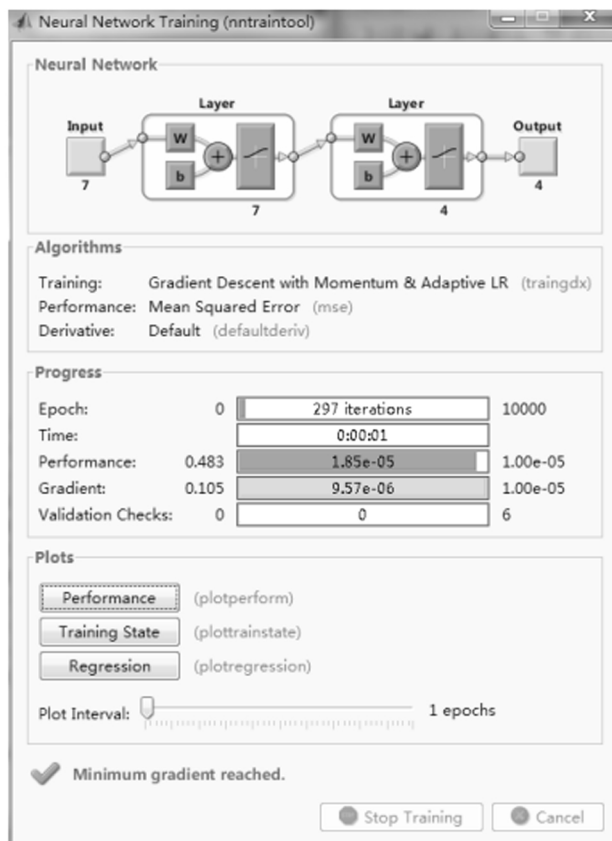 Neural Network Training (nntraintool)
Neural Network
Layer Layer
Input Output
W W
b b
7 7 4 4
Algorithms
Training: Gradient Descent with Momentum & Adaptive LR (traingdx)
Performance: Mean Squared Error (mse)
Derivative: Default (defaultderiv)
Progress
Epoch: 0 297 iterations 10000
Time: 0:00:01
Performance: 0.483 1.85e-05 1.00e-05
Gradient: 0.105 9.57e-06 1.00e-05
Validation Checks: 0 0 6
Plots
Performance (plotperform)
Training State (plottrainstate)
Regression (plotregression)
Plot Interval: 1 epochs
Minimum gradient reached.
Stop Training Cancel